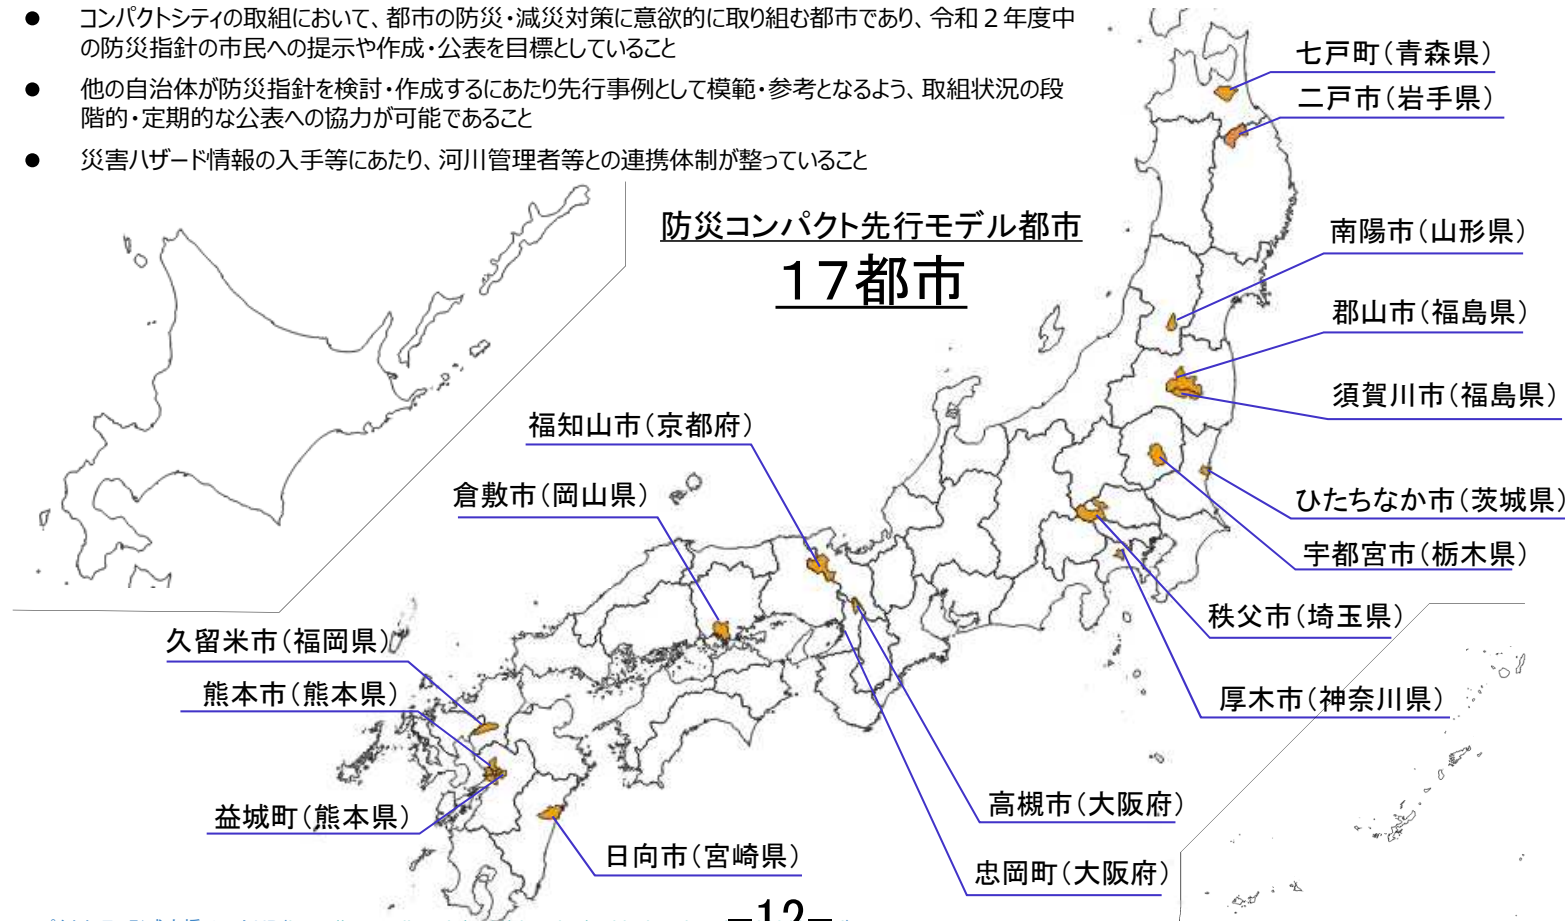 ● コンパクトシティの取組において、都市の防災・減災対策に意欲的に取り組む都市であり、令和２年度中
の防災指針の市民への提示や作成・公表を目標としていること
● 他の自治体が防災指針を検討・作成するにあたり先行事例として模範・参考となるよう、取組状況の段
階的・定期的な公表への協力が可能であること
● 災害ハザード情報の入手等にあたり、河川管理者等との連携体制が整っていること
防災コンパクト先行モデル都市
１７都市
七戸町（青森県）
二戸市（岩手県）
南陽市（山形県）
郡山市（福島県）
須賀川市（福島県）
福知山市（京都府）
倉敷市（岡山県）
ひたちなか市（茨城県）
宇都宮市（栃木県）
秩父市（埼玉県）
久留米市（福岡県）
熊本市（熊本県）
厚木市（神奈川県）
益城町（熊本県）
高槻市（大阪府）
日向市（宮崎県）
忠岡町（大阪府）
-12-